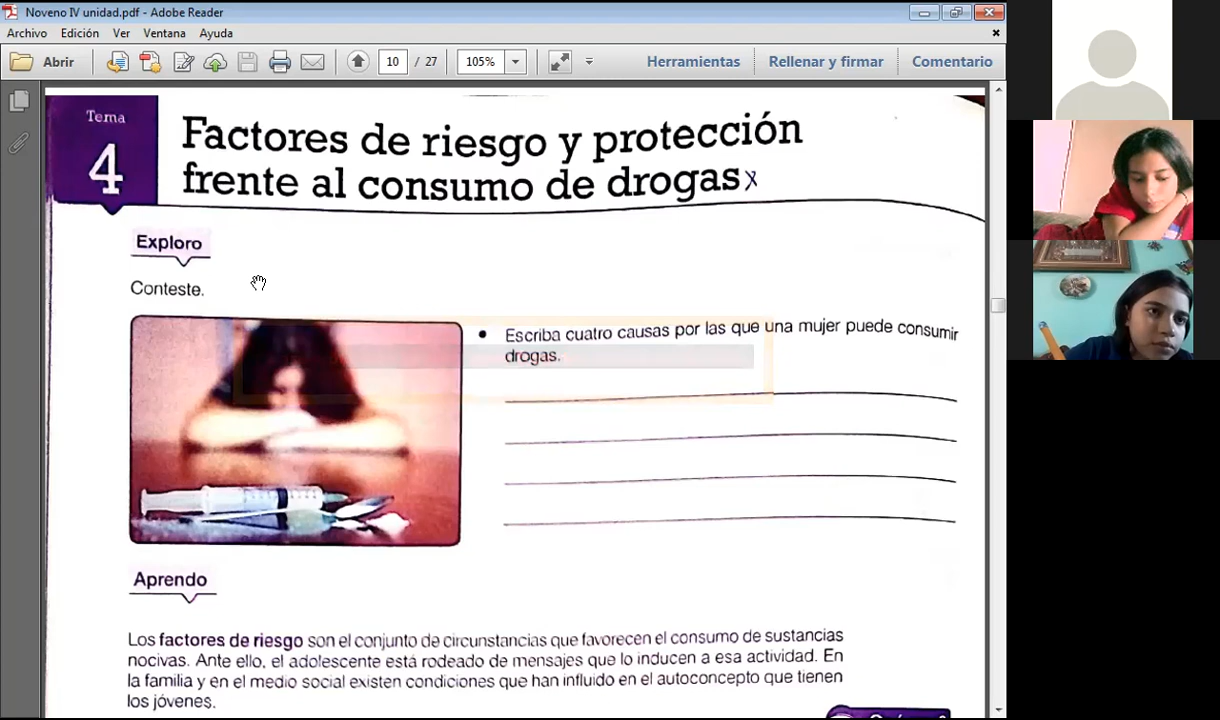 Noveno IV unidad.pdf - Adobe Reader
Archivo Edición Ver Ventana Ayuda
Abrir 10 / 27 105% Herramientas Rellenar y firmar Comentario
Tema
4
Factores de riesgo y protección
frente al consumo de drogas
Exploro
Conteste.
• Escriba cuatro causas por las que una mujer puede consumir
drogas.
Aprendo
Los factores de riesgo son el conjunto de circunstancias que favorecen el consumo de sustancias
nocivas. Ante ello, el adolescente está rodeado de mensajes que lo inducen a esa actividad. En
la familia y en el medio social existen condiciones que han influido en el autoconcepto que tienen
los jóvenes.